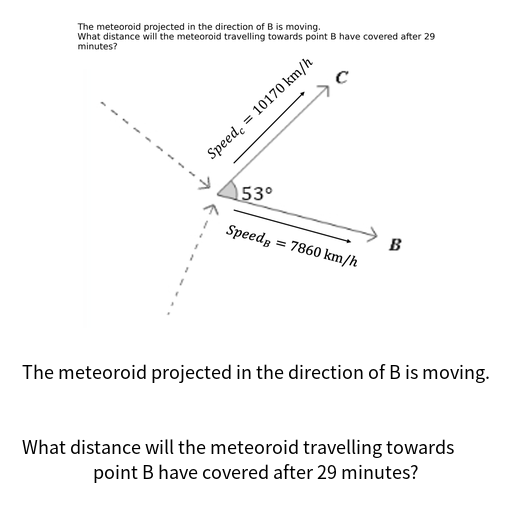 The meteoroid projected in the direction of B is moving.
What distance will the meteoroid travelling towards point B have covered after 29
minutes?
C
Speed_C = 10170 km/h
53°
Speed_B = 7860 km/h
B
The meteoroid projected in the direction of B is moving.
What distance will the meteoroid travelling towards
point B have covered after 29 minutes?